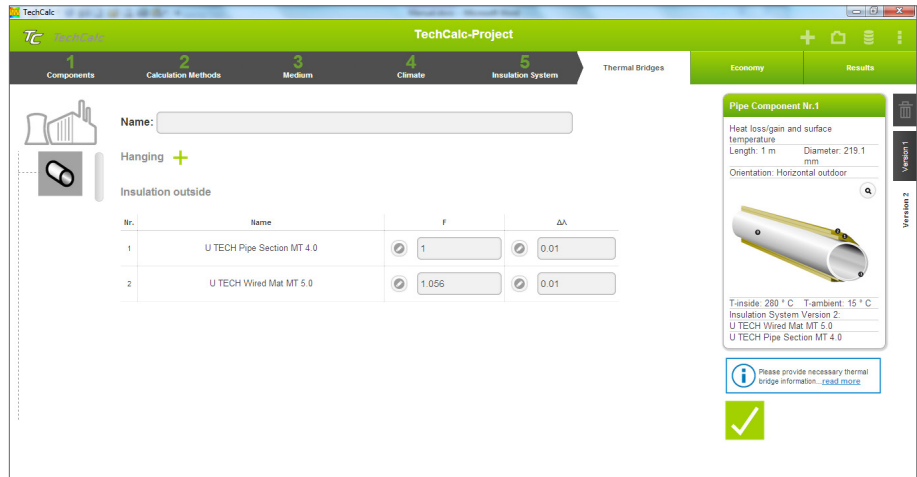 TechCalc
TC TechCalc
TechCalc-Project
1
Components
2
Calculation Methods
3
Medium
4
Climate
5
Insulation System
Thermal Bridges
Economy
Results
Name:
Hanging
Insulation outside
Nr. Name F ΔΛ
1 U TECH Pipe Section MT 4.0 1 0.01
2 U TECH Wired Mat MT 5.0 1.056 0.01
Pipe Component Nr.1
Heat loss/gain and surface
temperature
Length: 1 m Diameter: 219.1
mm
Orientation: Horizontal outdoor
T-inside: 280 ° C T-ambient: 15 ° C
Insulation System Version 2:
U TECH Wired Mat MT 5.0
U TECH Pipe Section MT 4.0
Please provide necessary thermal
bridge information...read more
Version 1
Version 2